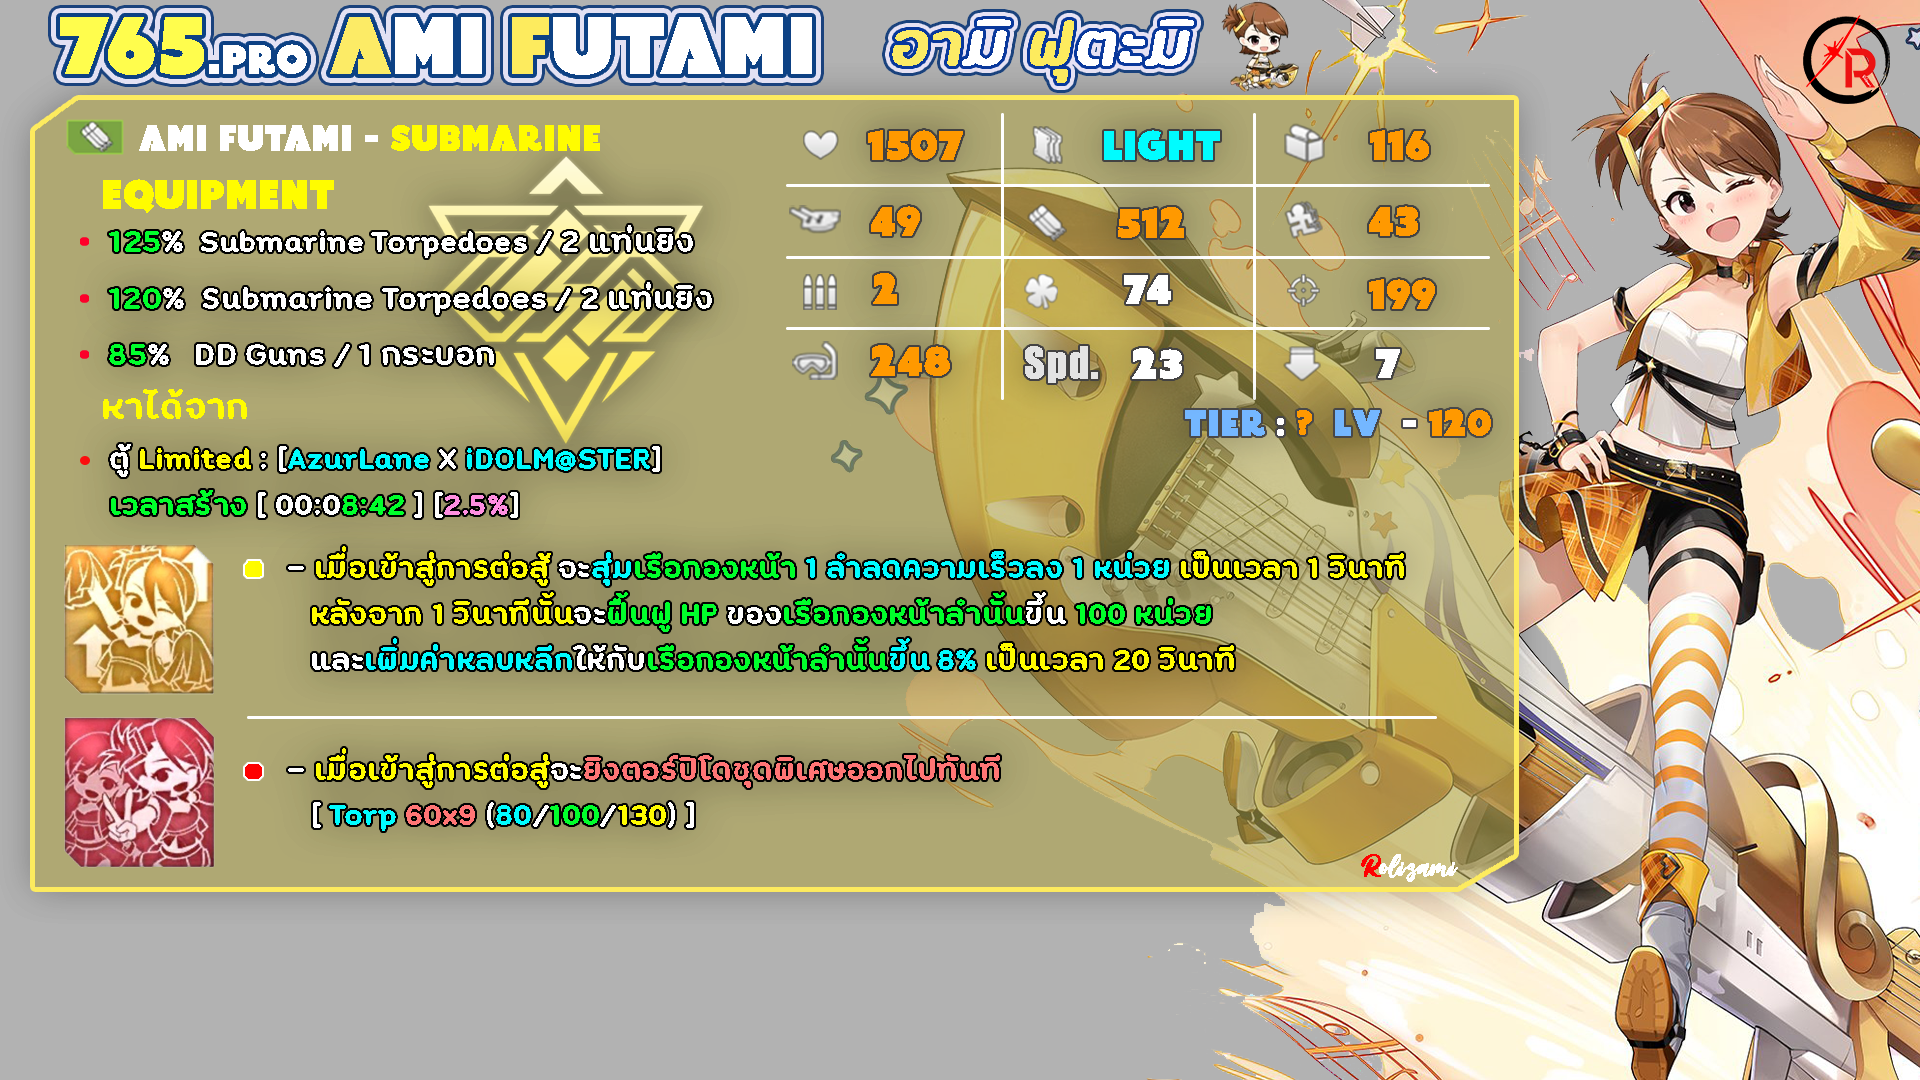 765.PRO AMI FUTAMI อามิ ฝุตะมิ
AMI FUTAMI - SUBMARINE
EQUIPMENT
• 125% Submarine Torpedoes / 2 แท่นยิง
• 120% Submarine Torpedoes / 2 แท่นยิง
• 85% DD Guns / 1 กระบอก
หาได้จาก
• ตู้ Limited : [AzurLane X iDOLM@STER]
เวลาสร้าง [ 00:08:42 ] [2.5%]
1507 LIGHT 116
49 512 43
2 74 199
248 Spd. 23 7
TIER : ? LV - 120
- เมื่อเข้าสู่การต่อสู้ จะสุ่มเรือกองหน้า 1 ลำลดความเร็วลง 1 หน่วย เป็นเวลา 1 วินาที
หลังจาก 1 วินาทีนั้นจะฟื้นฟู HP ของเรือกองหน้าลำนั้นขึ้น 100 หน่วย
และเพิ่มค่าหลบหลีกให้กับเรือกองหน้าลำนั้นขึ้น 8% เป็นเวลา 20 วินาที
- เมื่อเข้าสู่การต่อสู่จะยิงตอร์ปิโดชุดพิเศษออกไปทันที
[ Torp 60x9 (80/100/130) ]
Rolizami
R